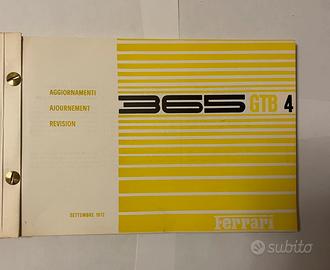 AGGIORNAMENTI
AJOURNEMENT
REVISION
365 GTB 4
SETTEMBRE 1972
Ferrari
subito